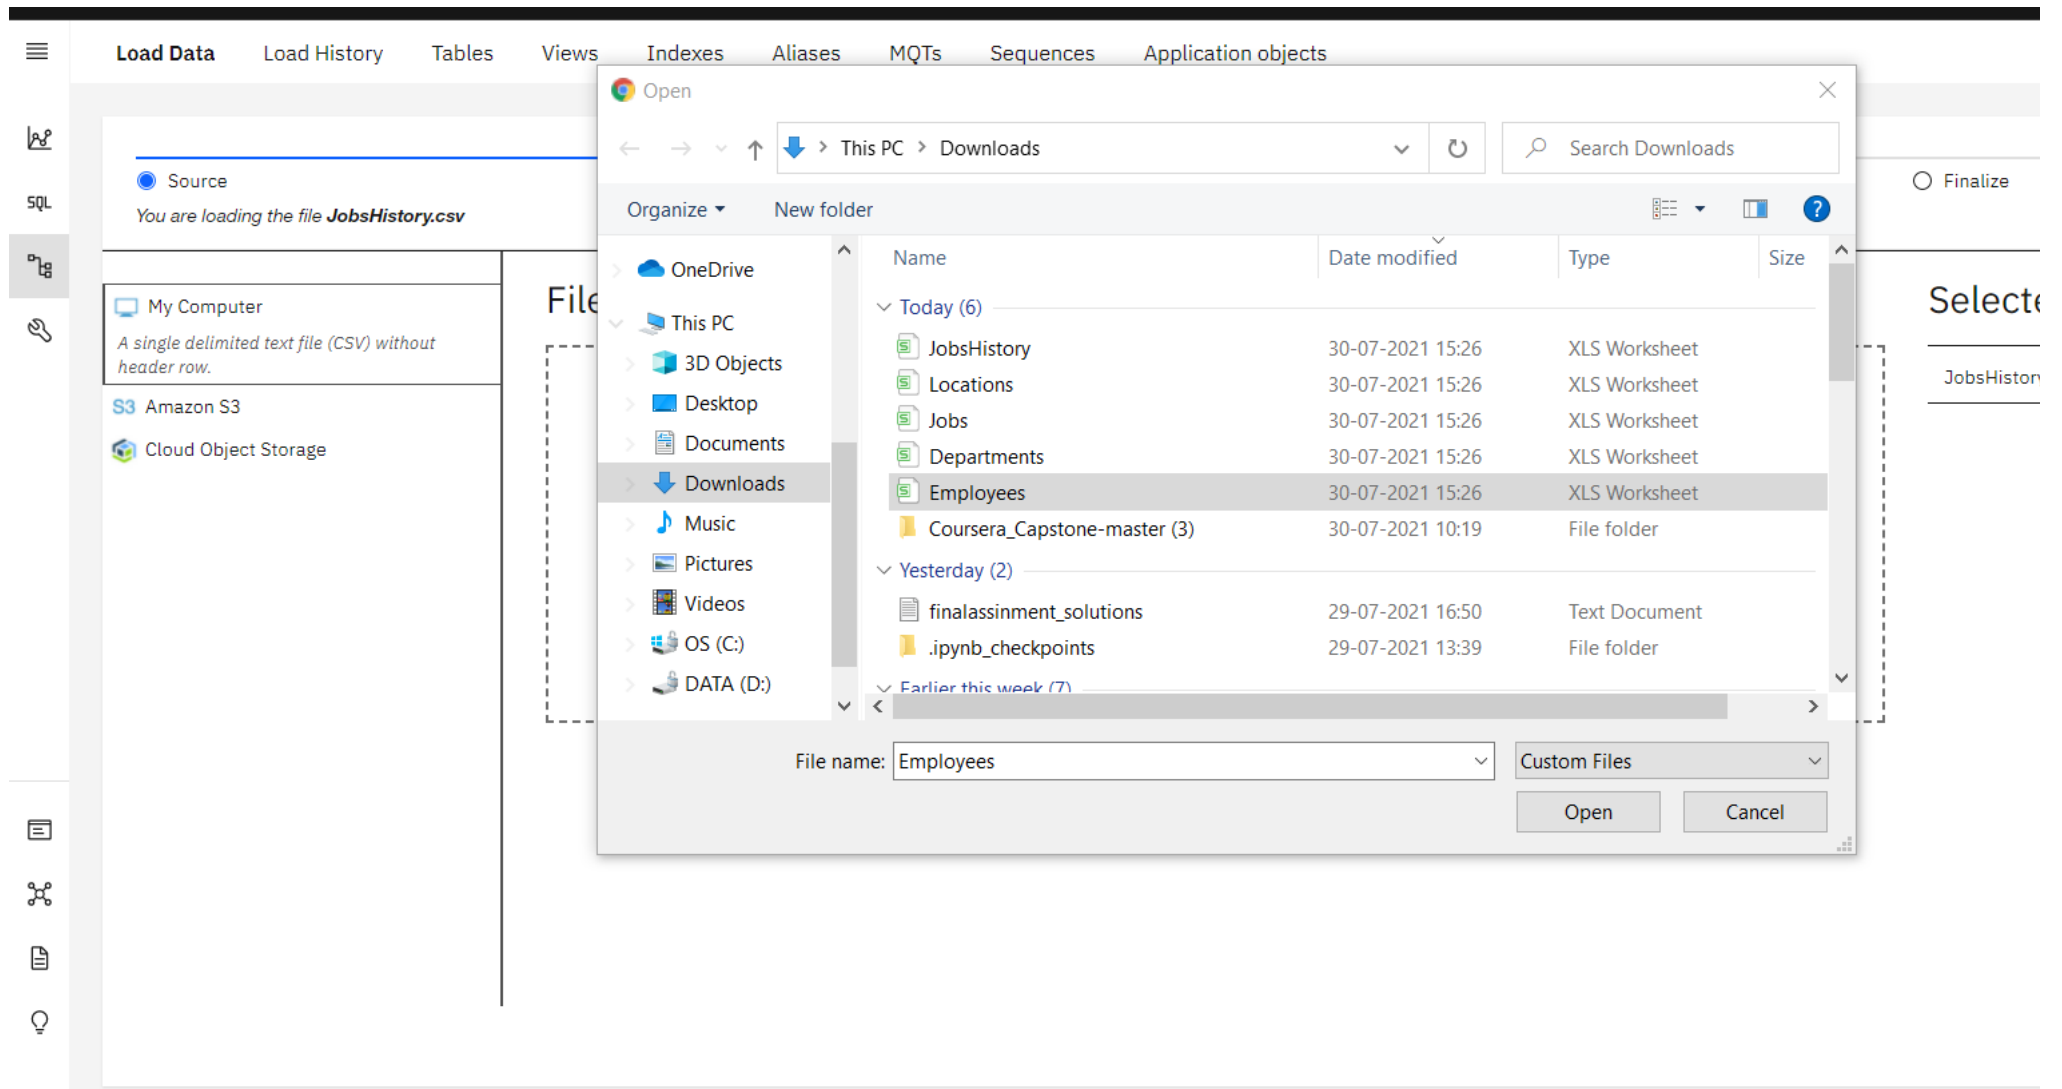 Load Data Load History Tables Views Indexes Aliases MQTs Sequences Application objects
Open
This PC > Downloads
Search Downloads
Source
Finalize
SQL
You are loading the file JobsHistory.csv
Organize New folder
?
Name Date modified Type Size
OneDrive
My Computer
A single delimited text file (CSV) without
header row.
S3 Amazon S3
Cloud Object Storage
This PC
3D Objects
Desktop
Documents
Downloads
Music
Pictures
Videos
OS (C:)
DATA (D:)
Today (6)
JobsHistory 30-07-2021 15:26 XLS Worksheet
Locations 30-07-2021 15:26 XLS Worksheet
Jobs 30-07-2021 15:26 XLS Worksheet
Departments 30-07-2021 15:26 XLS Worksheet
Employees 30-07-2021 15:26 XLS Worksheet
Coursera_Capstone-master (3) 30-07-2021 10:19 File folder
Yesterday (2)
finalassinment_solutions 29-07-2021 16:50 Text Document
.ipynb_checkpoints 29-07-2021 13:39 File folder
Earlier this week (7)
File name: Employees Custom Files
Open Cancel